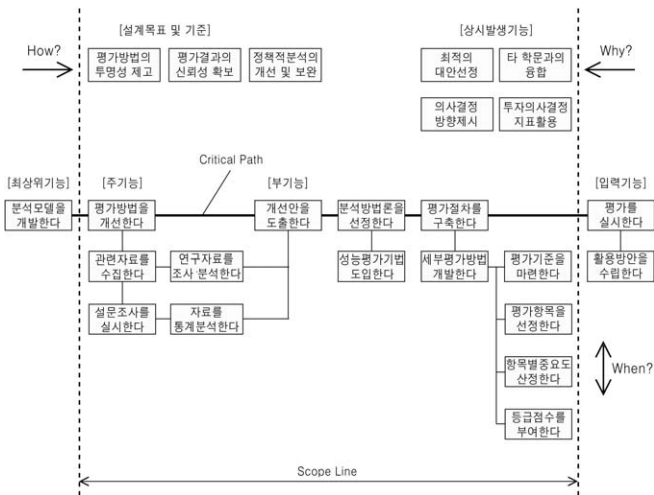 [설계목표 및 기준]
[상시발생기능]
How?
Why?
평가방법의
투명성 제고
평가결과의
신뢰성 확보
정책적분석의
개선 및 보완
최적의
대안선정
타 학문과의
융합
의사결정
방향제시
투자의사결정
지표활용
Critical Path
[최상위기능]
[주기능]
[부기능]
[입력기능]
분석모델을
개발한다
평가방법을
개선한다
개선안을
도출한다
분석방법론을
선정한다
평가절차를
구축한다
평가를
실시한다
관련자료를
수집한다
연구자료를
조사·분석한다
성능평가기법
도입한다
세부평가방법
개발한다
평가기준을
마련한다
활용방안을
수립한다
설문조사를
실시한다
자료를
통계분석한다
평가항목을
선정한다
항목별중요도
산정한다
When?
등급점수를
부여한다
Scope Line